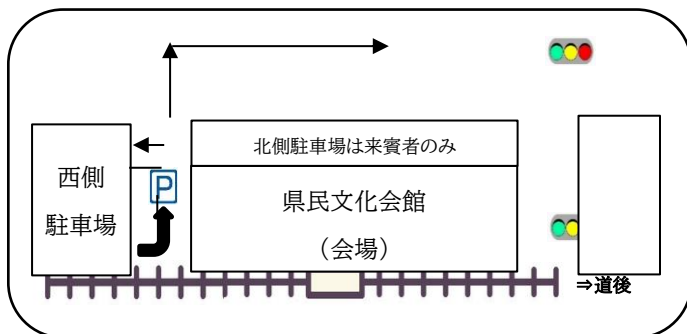 北側駐車場は来賓者のみ
西側
駐車場
P
県民文化会館
（会場）
⇒道後